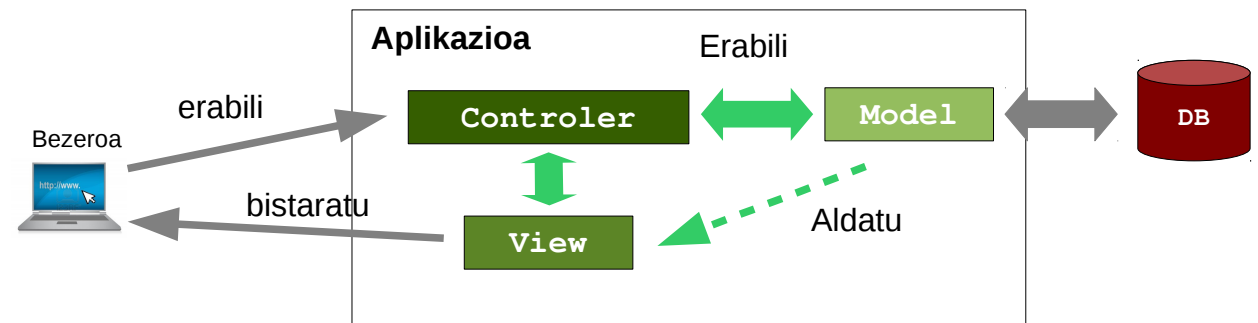 Aplikazioa
Erabili
erabili
Controler
Model
DB
Bezeroa
http://www.
bistaratu
View
Aldatu